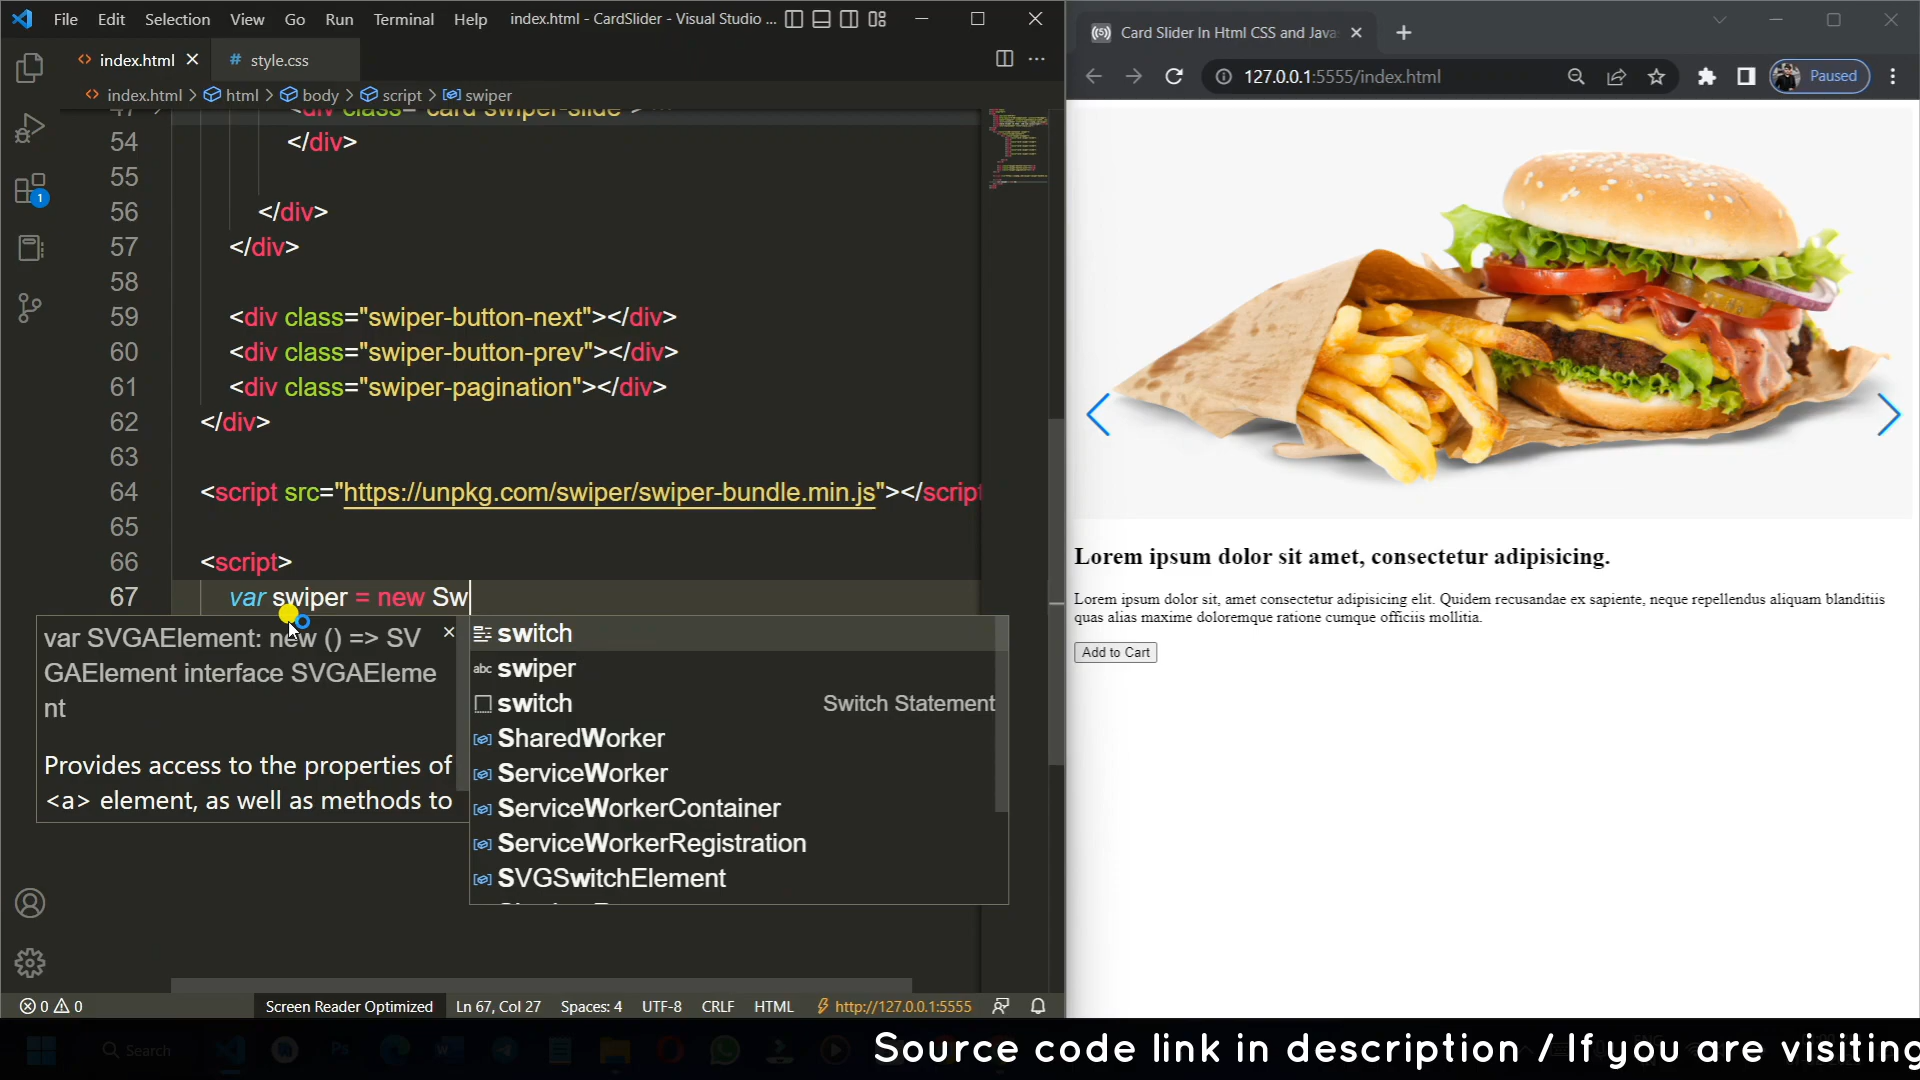 File Edit Selection View Go Run Terminal Help index.html - CardSlider - Visual Studio ...
index.html
# style.css
index.html > html > body > script > swiper
54 </div>
55
56 </div>
57 </div>
58
59 <div class="swiper-button-next"></div>
60 <div class="swiper-button-prev"></div>
61 <div class="swiper-pagination"></div>
62 </div>
63
64 <script src="https://unpkg.com/swiper/swiper-bundle.min.js"></script
65
66 <script>
67 var swiper = new Sw
var SVGAElement: new () => SV
GAElement interface SVGAEleme
nt
Provides access to the properties of
<a> element, as well as methods to
switch
abc swiper
switch Switch Statement
SharedWorker
ServiceWorker
ServiceWorkerContainer
ServiceWorkerRegistration
SVGSwitchElement
1
0 0 Screen Reader Optimized Ln 67, Col 27 Spaces: 4 UTF-8 CRLF HTML http://127.0.0.1:5555
Card Slider In Html CSS and Java
127.0.0.1:5555/index.html Paused
Lorem ipsum dolor sit amet, consectetur adipisicing.
Lorem ipsum dolor sit, amet consectetur adipisicing elit. Quidem recusandae ex sapiente, neque repellendus aliquam blanditiis
quas alias maxime doloremque ratione cumque officiis mollitia.
Add to Cart
Search
Source code link in description / If you are visiting